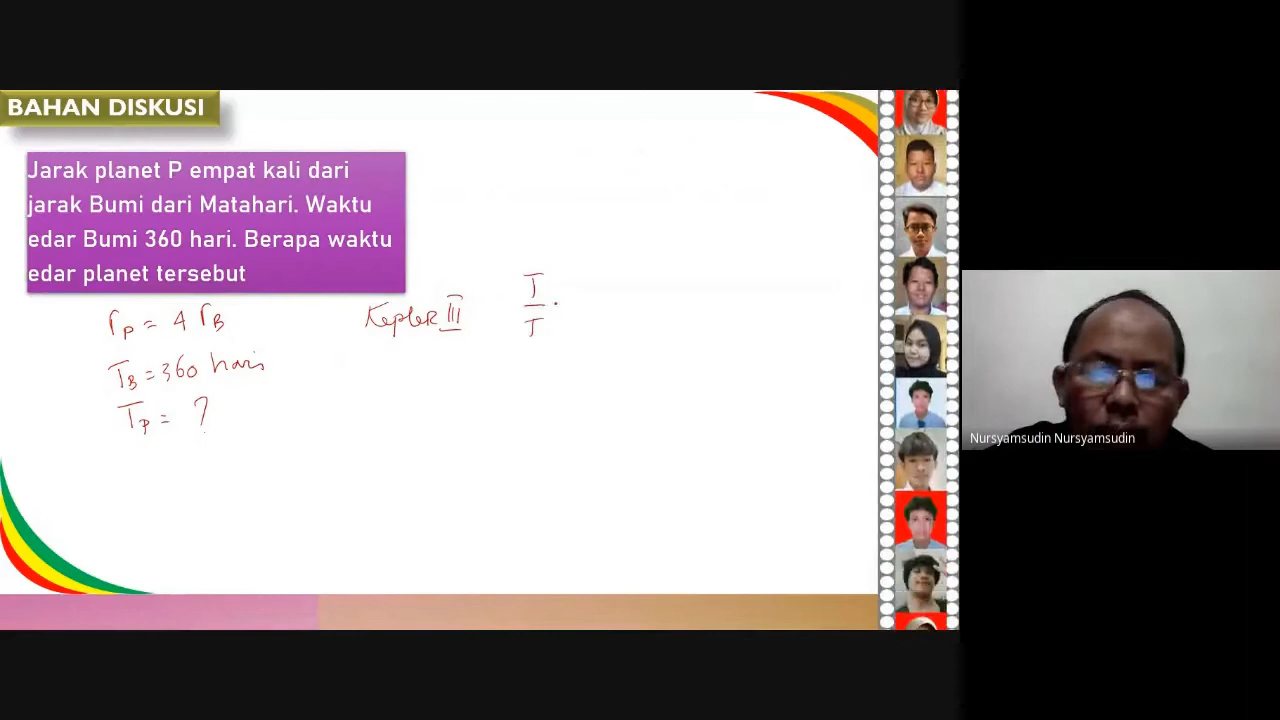 BAHAN DISKUSI
Jarak planet P empat kali dari
jarak Bumi dari Matahari. Waktu
edar Bumi 360 hari. Berapa waktu
edar planet tersebut
rP = 4 rB
TB = 360 hari
TP = ?
Kepler III
T
T
Nursyamsudin Nursyamsudin